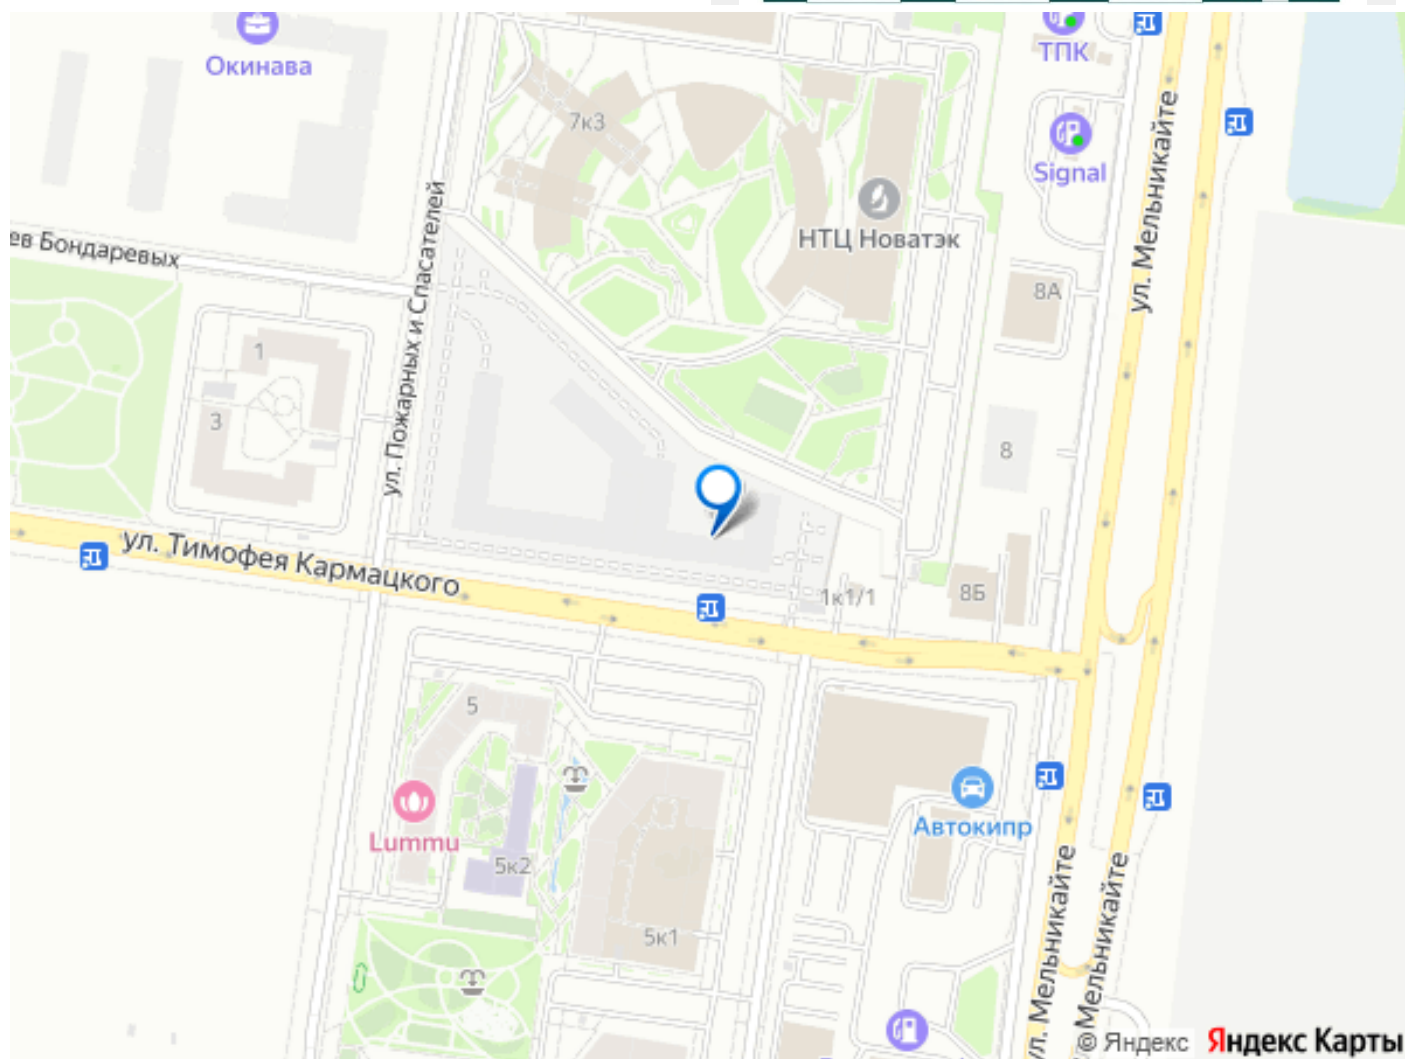 Окинава
ТПК
7к3
Signal
ул. Мельникайте
НТЦ Новатэк
ев Бондаревых
ул. Пожарных и Спасателей
8А
1
3
8
ул. Тимофея Кармацкого
1к1/1
8Б
5
Lummu
Автокипр
5к2
5к1
ул. Мельникайте
Мельникайте
© Яндекс Яндекс Карты